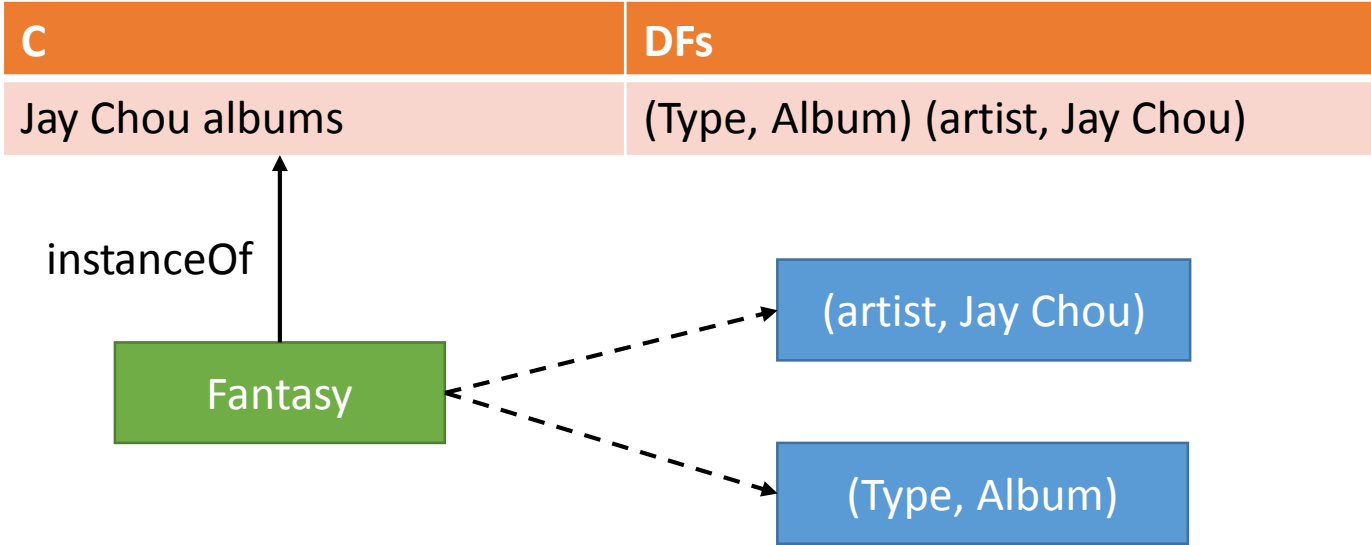 C
DFs
Jay Chou albums
(Type, Album) (artist, Jay Chou)
instanceOf
(artist, Jay Chou)
Fantasy
(Type, Album)